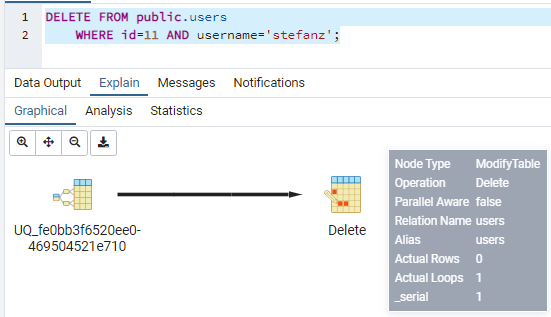 1 DELETE FROM public.users
2 WHERE id=11 AND username='stefanz';
Data Output Explain Messages Notifications
Graphical Analysis Statistics
UQ_fe0bb3f6520ee0-
469504521e710
Delete
Node Type ModifyTable
Operation Delete
Parallel Aware false
Relation Name users
Alias users
Actual Rows 0
Actual Loops 1
_serial 1